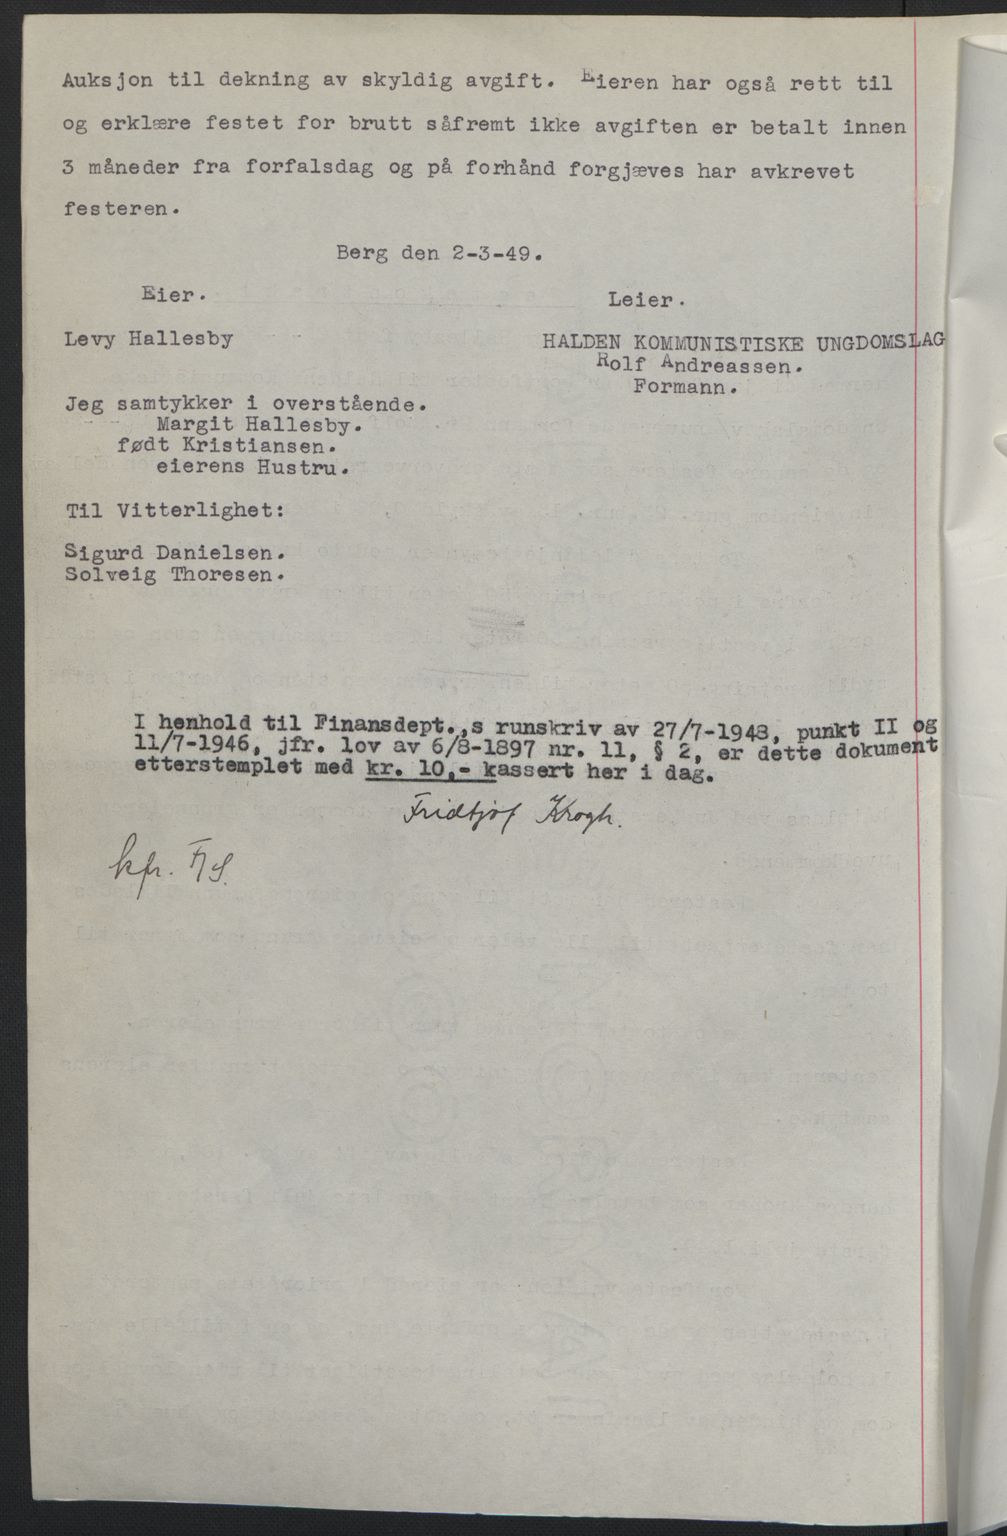 Auksjon til dekning av skyldig avgift. Eieren har også rett til
og erklære festet for brutt såfremt ikke avgiften er betalt innen
3 måneder fra forfalsdag og på forhånd forgjæves har avkrevet
festeren.
Berg den 2-3-49.
Eier. Leier.
Levy Hallesby HALDEN KOMMUNISTISKE UNGDOMSLAG
Rolf Andreassen.
Formann.
Jeg samtykker i overstående.
Margit Hallesby.
født Kristiansen.
eierens Hustru.
Til Vitterlighet:
Sigurd Danielsen.
Solveig Thoresen.
I henhold til Finansdept.,s runskriv av 27/7-1948, punkt II og
11/7-1946, jfr. lov av 6/8-1897 nr. 11, § 2, er dette dokument
etterstemplet med kr. 10,- kassert her i dag.
Fridtjof Krogh.
kfr.